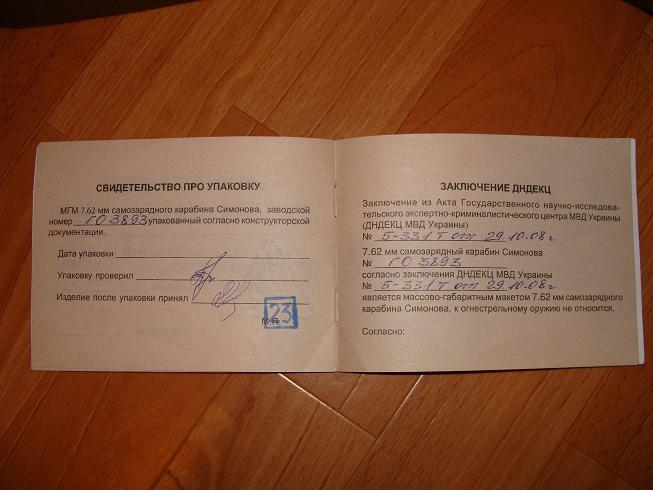 СВИДЕТЕЛЬСТВО ПРО УПАКОВКУ
МГМ 7.62 мм самозарядного карабина Симонова, заводской
номер ГО 3893 упакованный согласно конструкторской
документации.
Дата упаковки
Упаковку проверил
Изделие после упаковки принял
23
М.П.
ЗАКЛЮЧЕНИЕ ДНДЕКЦ
Заключение из Акта Государственного научно-исследова-
тельского экспертно-криминалистического центра МВД Украины
(ДНДЕКЦ МВД Украины)
№ 5-331 Т от 29.10.08 г
7.62 мм самозарядный карабин Симонова
№ ГО 3893
согласно заключения ДНДЕКЦ МВД Украины
№ 5-331 Т от 29.10.08 г
является массово-габаритным макетом 7.62 мм самозарядного
карабина Симонова, к огнестрельному оружию не относится.
Согласно: